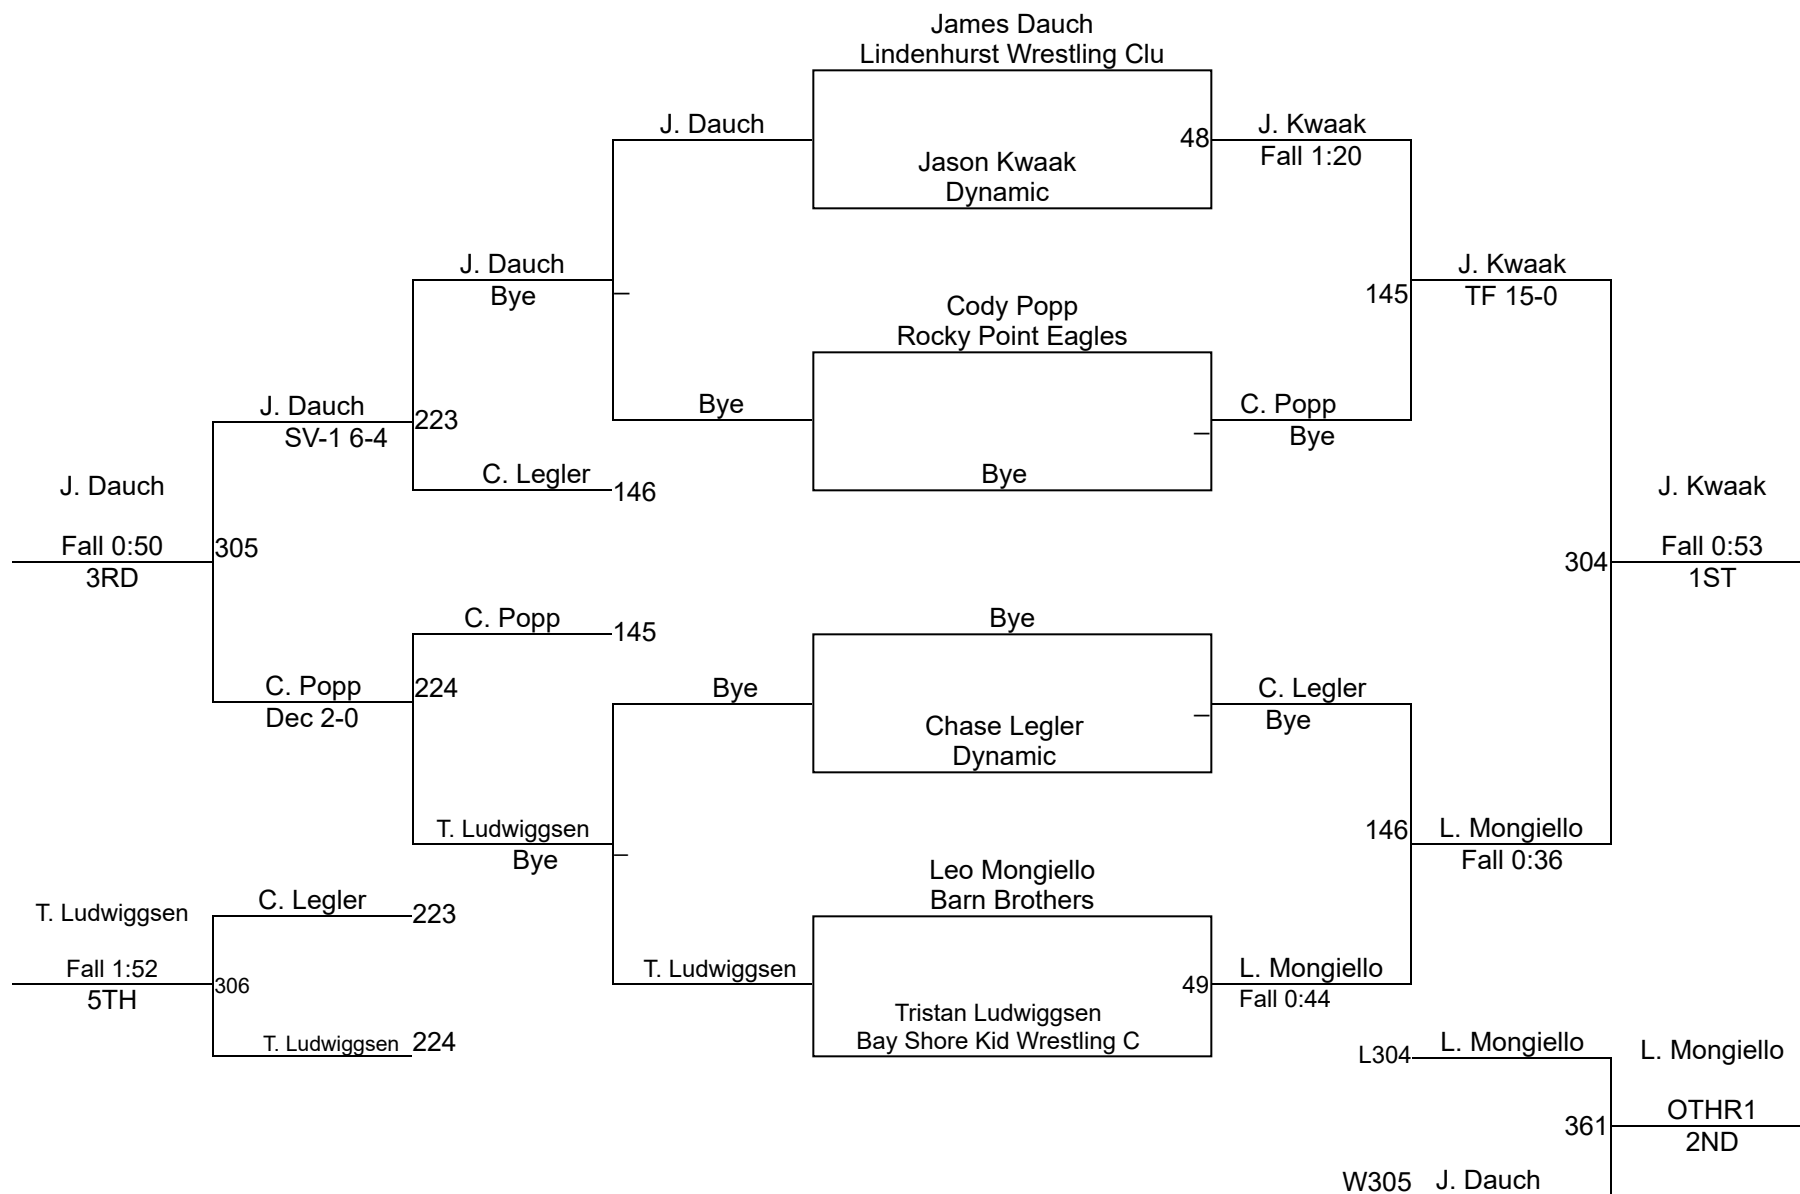 James Dauch
Lindenhurst Wrestling Clu
J. Dauch
48
J. Kwaak
Fall 1:20
Jason Kwaak
Dynamic
J. Dauch
Bye
J. Kwaak
TF 15-0
145
Cody Popp
Rocky Point Eagles
J. Dauch
SV-1 6-4
223
Bye
C. Popp
Bye
C. Legler
146
Bye
J. Dauch
Fall 0:50
3RD
305
J. Kwaak
304
Fall 0:53
1ST
C. Popp
145
Bye
C. Popp
Dec 2-0
224
Bye
C. Legler
Bye
Chase Legler
Dynamic
T. Ludwiggsen
Bye
146
L. Mongiello
Fall 0:36
Leo Mongiello
Barn Brothers
T. Ludwiggsen
C. Legler
223
Fall 1:52
5TH
306
T. Ludwiggsen
49
L. Mongiello
Fall 0:44
Tristan Ludwiggsen
Bay Shore Kid Wrestling C
T. Ludwiggsen
224
L304
L. Mongiello
L. Mongiello
361
OTHR1
2ND
W305
J. Dauch